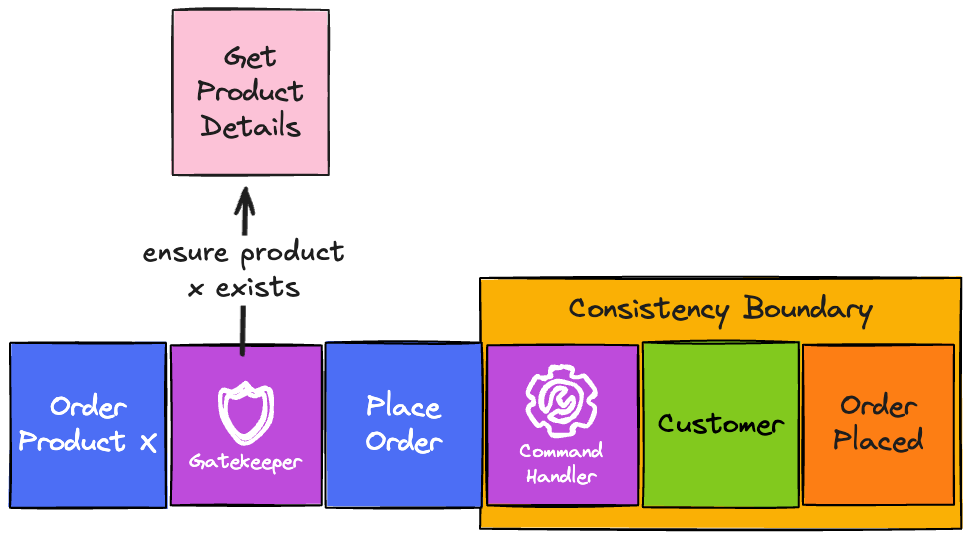 Get
Product
Details
ensure product
x exists
Consistency Boundary
Order
Product X
Gatekeeper
Place
Order
Command
Handler
Customer
Order
Placed